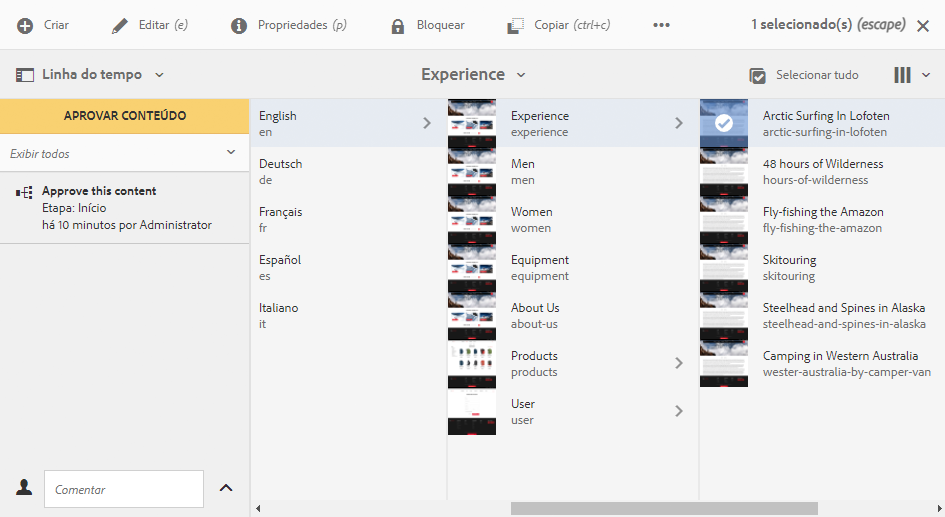 Criar
Editar (e)
Propriedades (p)
Bloquear
Copiar (ctrl+c)
1 selecionado(s) (escape)
Linha do tempo
Experience
Selecionar tudo
APROVAR CONTEÚDO
Exibir todos
Approve this content
Etapa: Início
há 10 minutos por Administrator
Comentar
English
en
Deutsch
de
Français
fr
Español
es
Italiano
it
Experience
experience
Men
men
Women
women
Equipment
equipment
About Us
about-us
Products
products
User
user
Arctic Surfing In Lofoten
arctic-surfing-in-lofoten
48 hours of Wilderness
hours-of-wilderness
Fly-fishing the Amazon
fly-fishing-the-amazon
Skitouring
skitouring
Steelhead and Spines in Alaska
steelhead-and-spines-in-alaska
Camping in Western Australia
wester-australia-by-camper-van